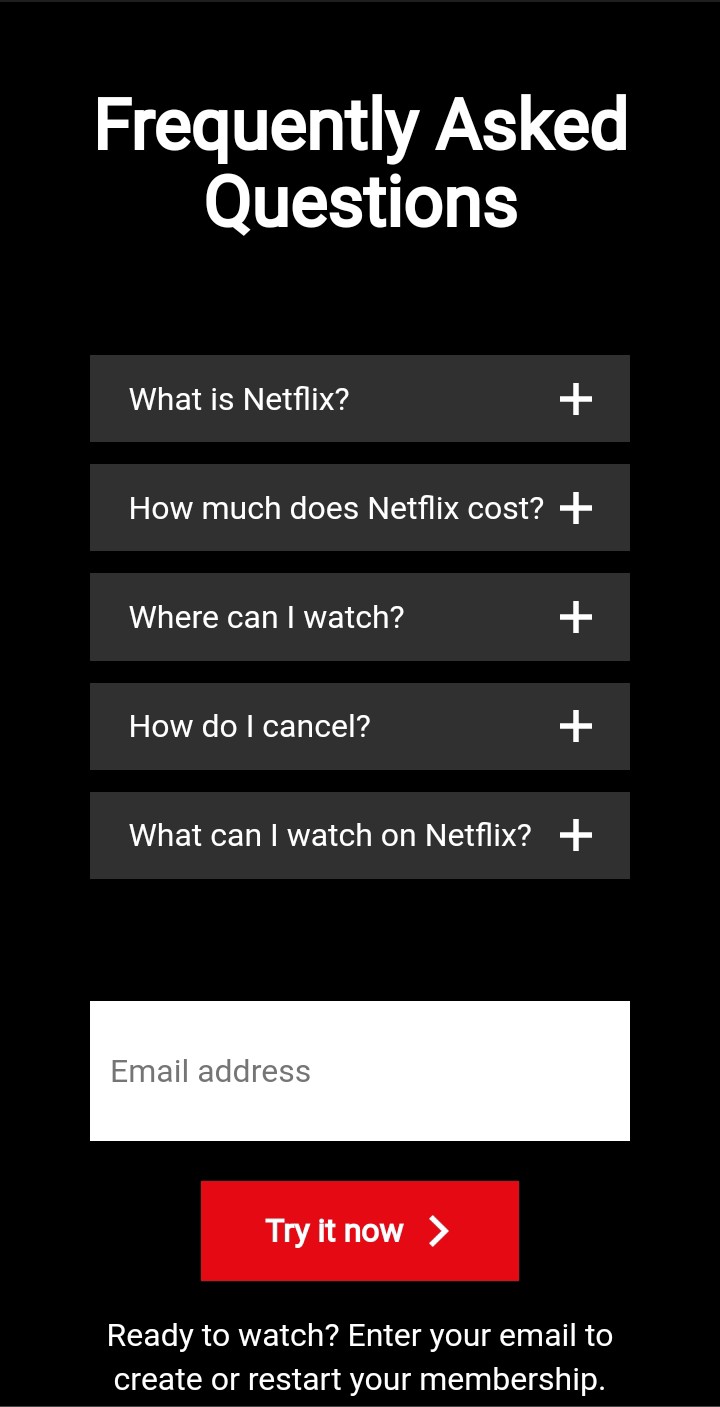 Frequently Asked
Questions
What is Netflix?
How much does Netflix cost?
Where can I watch?
How do I cancel?
What can I watch on Netflix?
Email address
Try it now
Ready to watch? Enter your email to
create or restart your membership.